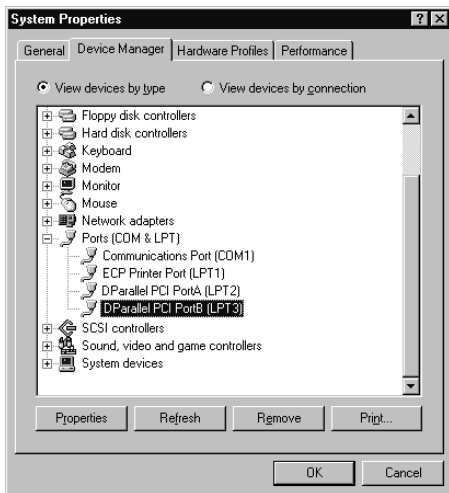 System Properties
General Device Manager Hardware Profiles Performance
View devices by type View devices by connection
Floppy disk controllers
Hard disk controllers
Keyboard
Modem
Monitor
Mouse
Network adapters
Ports (COM & LPT)
Communications Port (COM1)
ECP Printer Port (LPT1)
DParallel PCI PortA (LPT2)
DParallel PCI PortB (LPT3)
SCSI controllers
Sound, video and game controllers
System devices
Properties Refresh Remove Print...
OK Cancel